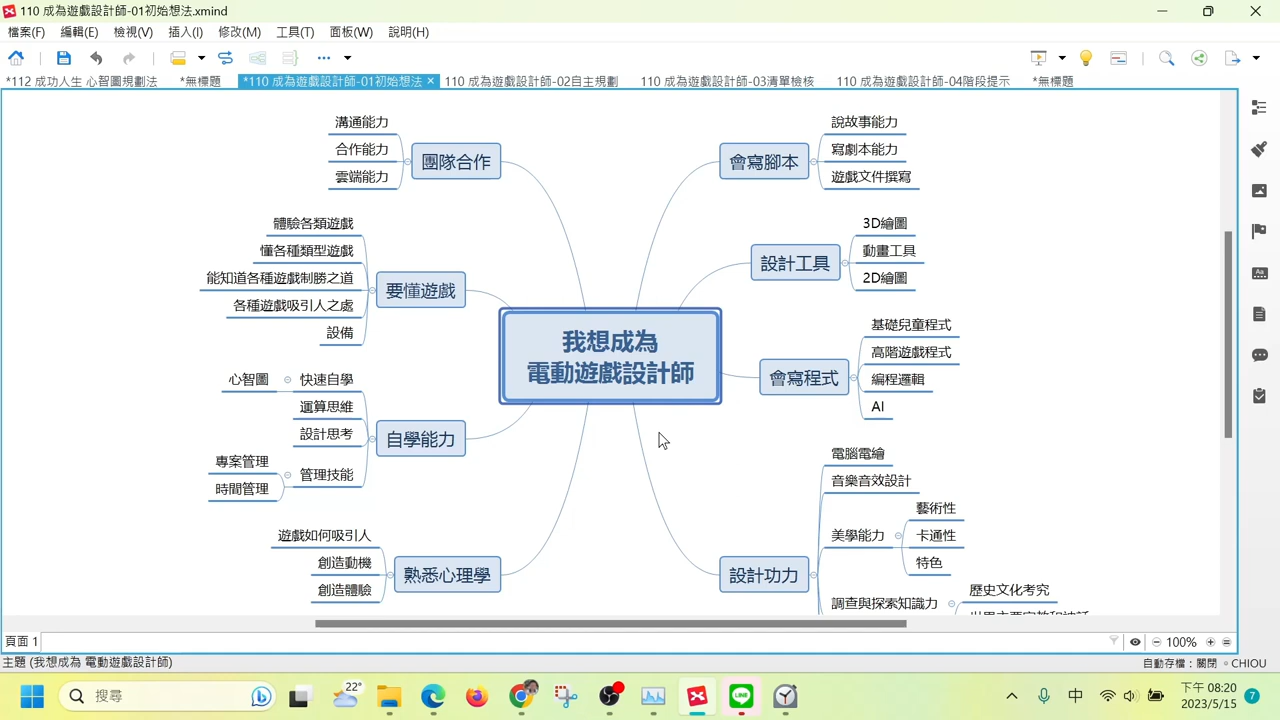 110 成為遊戲設計師-01初始想法.xmind
檔案(F) 編輯(E) 檢視(V) 插入(I) 修改(M) 工具(T) 面板(W) 說明(H)
*112 成功人生 心智圖規劃法 *無標題 *110 成為遊戲設計師-01初始想法 110 成為遊戲設計師-02自主規劃 110 成為遊戲設計師-03清單檢核 110 成為遊戲設計師-04階段提示 *無標題
我想成為
電動遊戲設計師
團隊合作
溝通能力
合作能力
雲端能力
要懂遊戲
體驗各類遊戲
懂各種類型遊戲
能知道各種遊戲制勝之道
各種遊戲吸引人之處
設備
自學能力
快速自學
心智圖
運算思維
設計思考
管理技能
專案管理
時間管理
熟悉心理學
遊戲如何吸引人
創造動機
創造體驗
會寫腳本
說故事能力
寫劇本能力
遊戲文件撰寫
設計工具
3D繪圖
動畫工具
2D繪圖
會寫程式
基礎兒童程式
高階遊戲程式
編程邏輯
AI
設計功力
電腦電繪
音樂音效設計
美學能力
藝術性
卡通性
特色
調查與探索知識力
歷史文化考究
頁面 1
100%
主題 (我想成為 電動遊戲設計師)
自動存檔：關閉 CHIOU
搜尋
22°
中
下午 08:20
2023/5/15
7